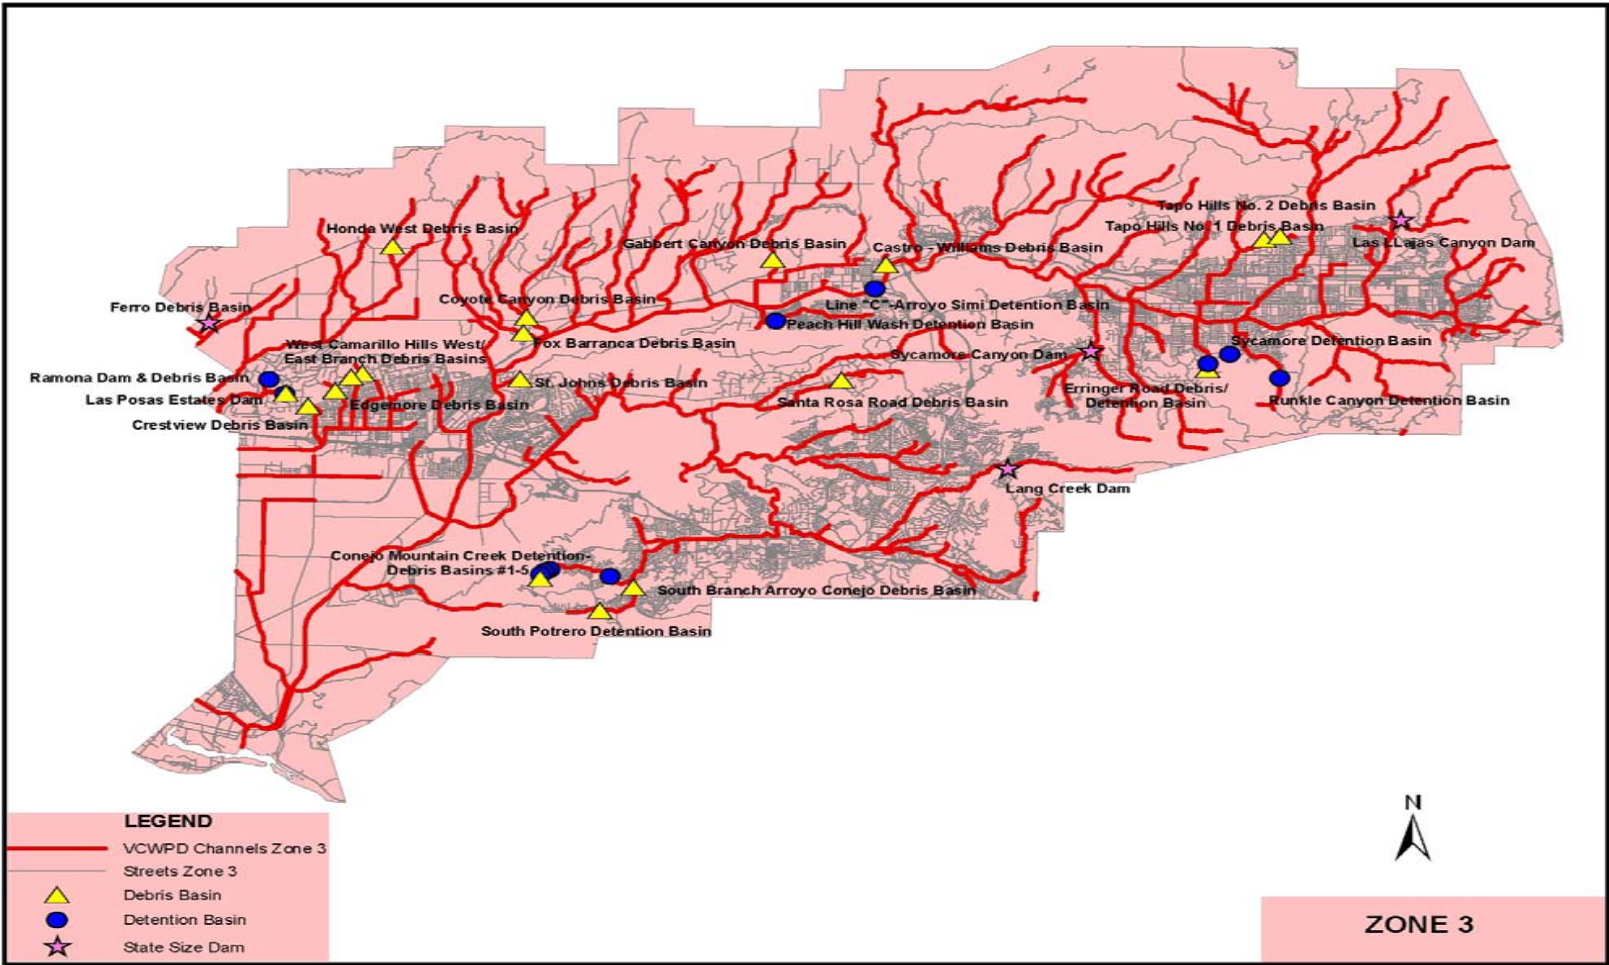 Tapo Hills No. 2 Debris Basin
Tapo Hills No. 1 Debris Basin
Honda West Debris Basin
Gabbert Canyon Debris Basin
Castro - Williams Debris Basin
Las LLajas Canyon Dam
Ferro Debris Basin
Coyote Canyon Debris Basin
Line "C"-Arroyo Simi Detention Basin
Peach Hill Wash Detention Basin
West Camarillo Hills West/
East Branch Debris Basins
Fox Barranca Debris Basin
Sycamore Canyon Dam
Sycamore Detention Basin
Ramona Dam & Debris Basin
St. Johns Debris Basin
Las Posas Estates Dam
Edgemore Debris Basin
Santa Rosa Road Debris Basin
Erringer Road Debris/
Detention Basin
Runkle Canyon Detention Basin
Crestview Debris Basin
Lang Creek Dam
Conejo Mountain Creek Detention-
Debris Basins #1-5
South Branch Arroyo Conejo Debris Basin
South Potrero Detention Basin
N
LEGEND
VCWPD Channels Zone 3
Streets Zone 3
Debris Basin
Detention Basin
State Size Dam
ZONE 3